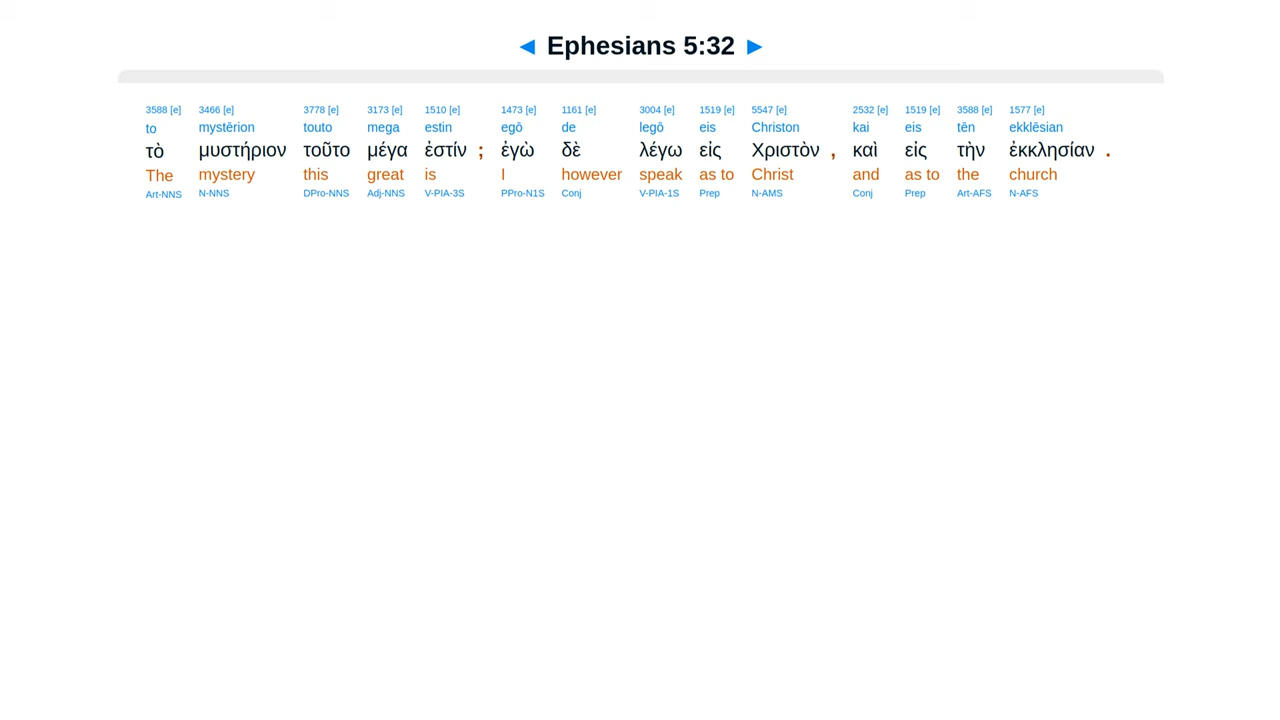 ◄ Ephesians 5:32 ►
3588 [e] 3466 [e] 3778 [e] 3173 [e] 1510 [e] 1473 [e] 1161 [e] 3004 [e] 1519 [e] 5547 [e] 2532 [e] 1519 [e] 3588 [e] 1577 [e]
to mystērion touto mega estin egō de legō eis Christon kai eis tēn ekklēsian
τὸ μυστήριον τοῦτο μέγα ἐστίν ; ἐγὼ δὲ λέγω εἰς Χριστὸν , καὶ εἰς τὴν ἐκκλησίαν .
The mystery this great is I however speak as to Christ and as to the church
Art-NNS N-NNS DPro-NNS Adj-NNS V-PIA-3S PPro-N1S Conj V-PIA-1S Prep N-AMS Conj Prep Art-AFS N-AFS